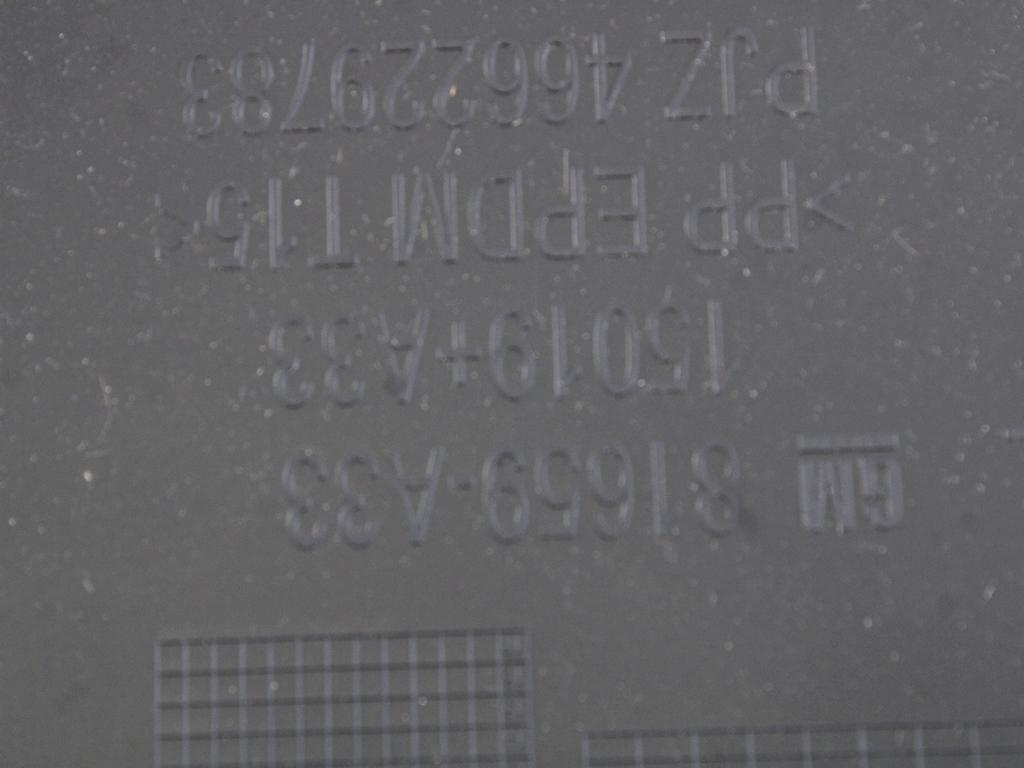 GM 81659-A33
15019+A33
>PP EPDM T15<
PJZ 466229783